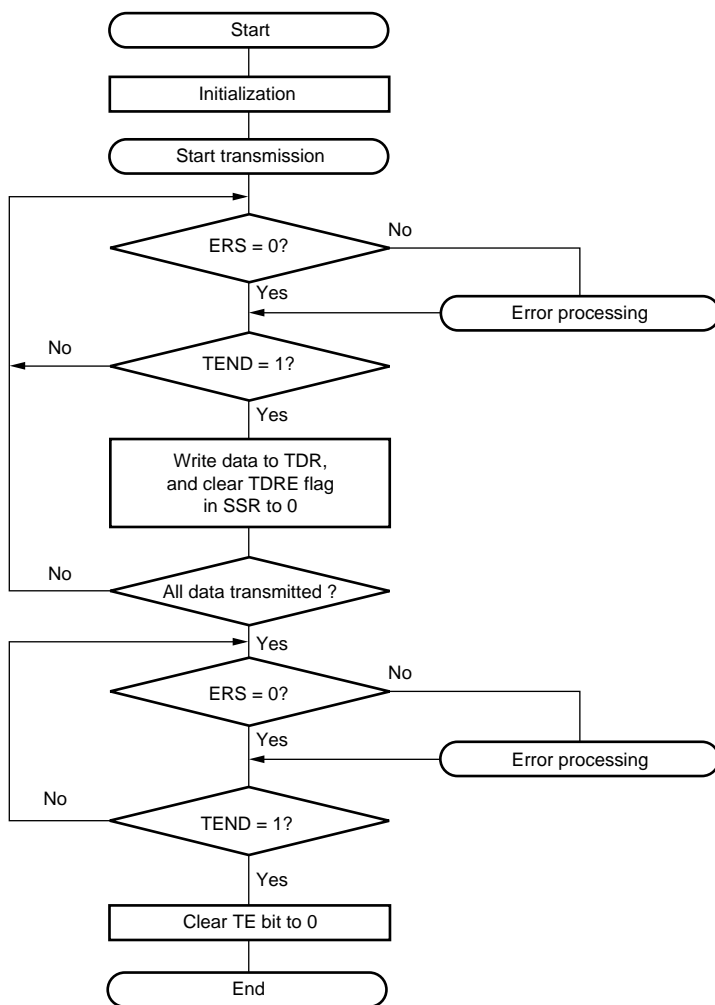 Start
Initialization
Start transmission
ERS = 0?
No
Yes
Error processing
No
TEND = 1?
Yes
Write data to TDR,
and clear TDRE flag
in SSR to 0
No
All data transmitted ?
Yes
No
ERS = 0?
Yes
Error processing
No
TEND = 1?
Yes
Clear TE bit to 0
End